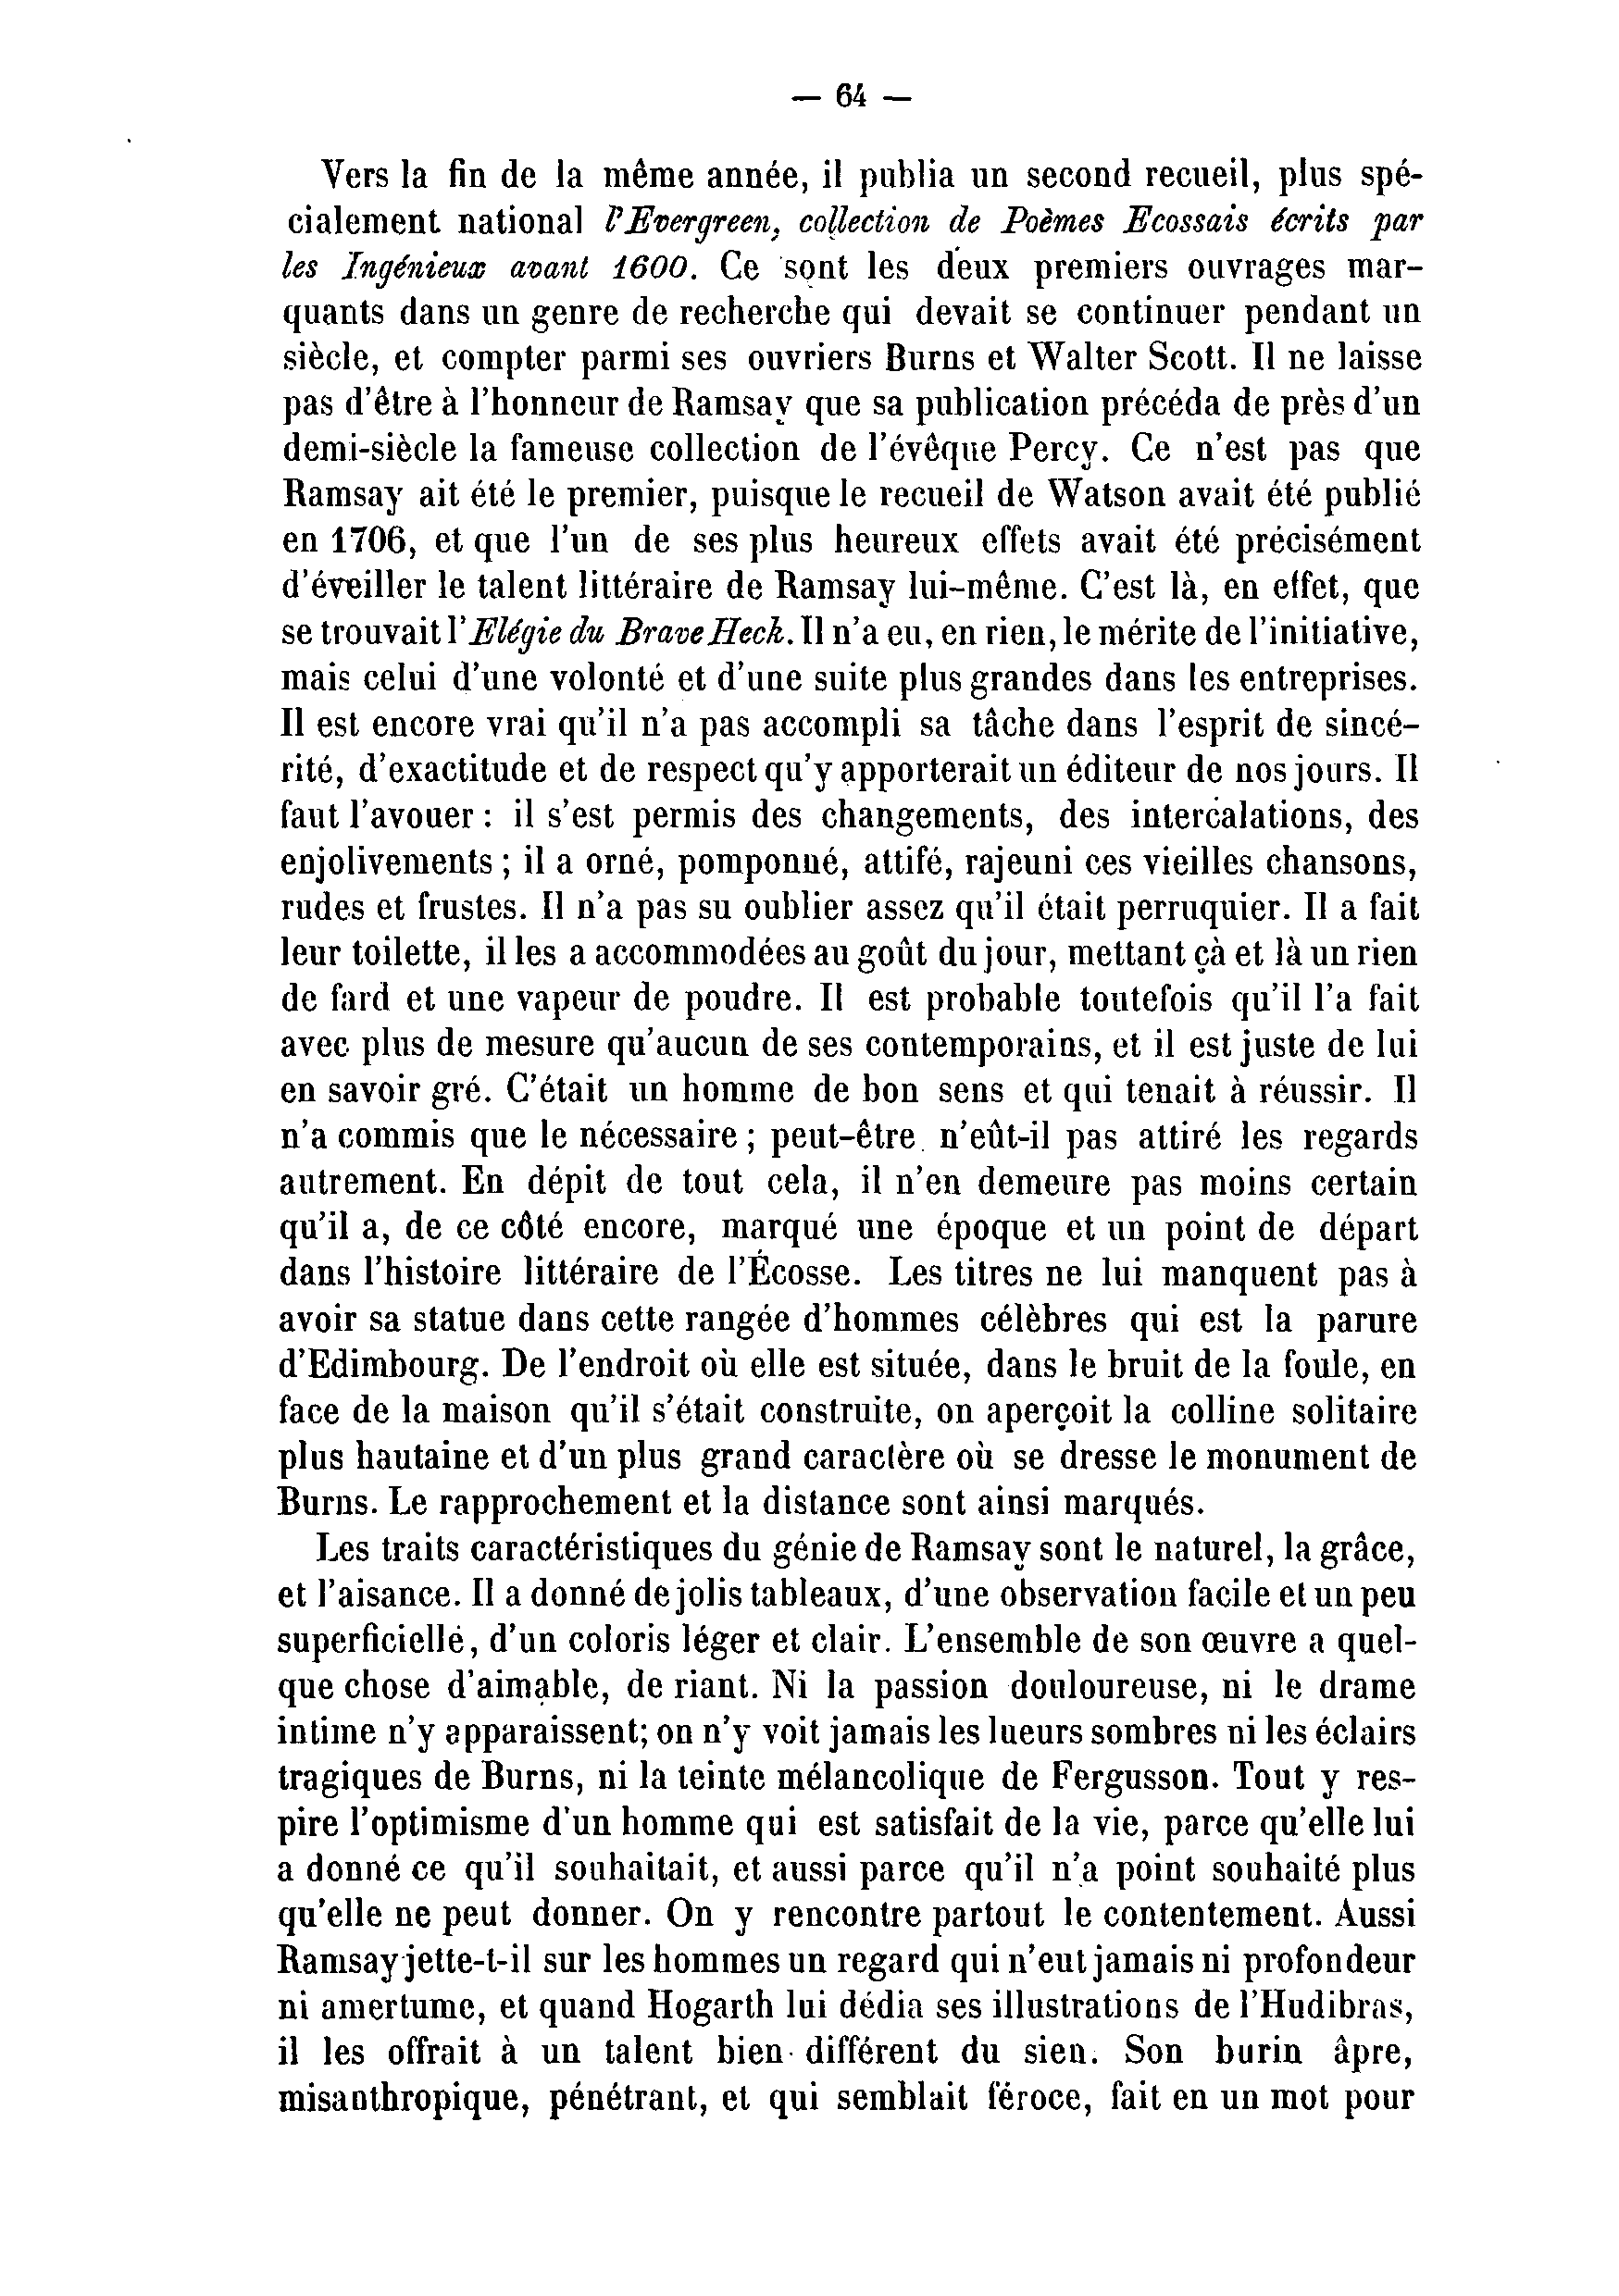 — 64 —
Vers la fin de la même année, il publia un second recueil, plus spé-
cialement national l'Evergreen, collection de Poèmes Ecossais écrits par
les Ingénieux avant 1600. Ce sont les deux premiers ouvrages mar-
quants dans un genre de recherche qui devait se continuer pendant un
siècle, et compter parmi ses ouvriers Burns et Walter Scott. Il ne laisse
pas d'être à l'honneur de Ramsay que sa publication précéda de près d'un
demi-siècle la fameuse collection de l'évêque Percy. Ce n'est pas que
Ramsay ait été le premier, puisque le recueil de Watson avait été publié
en 1706, et que l'un de ses plus heureux effets avait été précisément
d'éveiller le talent littéraire de Ramsay lui-même. C'est là, en effet, que
se trouvait l'Elégie du Brave Heck. Il n'a eu, en rien, le mérite de l'initiative,
mais celui d'une volonté et d'une suite plus grandes dans les entreprises.
Il est encore vrai qu'il n'a pas accompli sa tâche dans l'esprit de sincé-
rité, d'exactitude et de respect qu'y apporterait un éditeur de nos jours. Il
faut l'avouer : il s'est permis des changements, des intercalations, des
enjolivements ; il a orné, pomponné, attifé, rajeuni ces vieilles chansons,
rudes et frustes. Il n'a pas su oublier assez qu'il était perruquier. Il a fait
leur toilette, il les a accommodées au goût du jour, mettant çà et là un rien
de fard et une vapeur de poudre. Il est probable toutefois qu'il l'a fait
avec plus de mesure qu'aucun de ses contemporains, et il est juste de lui
en savoir gré. C'était un homme de bon sens et qui tenait à réussir. Il
n'a commis que le nécessaire ; peut-être n'eût-il pas attiré les regards
autrement. En dépit de tout cela, il n'en demeure pas moins certain
qu'il a, de ce côté encore, marqué une époque et un point de départ
dans l'histoire littéraire de l'Écosse. Les titres ne lui manquent pas à
avoir sa statue dans cette rangée d'hommes célèbres qui est la parure
d'Edimbourg. De l'endroit où elle est située, dans le bruit de la foule, en
face de la maison qu'il s'était construite, on aperçoit la colline solitaire
plus hautaine et d'un plus grand caractère où se dresse le monument de
Burns. Le rapprochement et la distance sont ainsi marqués.
Les traits caractéristiques du génie de Ramsay sont le naturel, la grâce,
et l'aisance. Il a donné de jolis tableaux, d'une observation facile et un peu
superficielle, d'un coloris léger et clair. L'ensemble de son œuvre a quel-
que chose d'aimable, de riant. Ni la passion douloureuse, ni le drame
intime n'y apparaissent; on n'y voit jamais les lueurs sombres ni les éclairs
tragiques de Burns, ni la teinte mélancolique de Fergusson. Tout y res-
pire l'optimisme d'un homme qui est satisfait de la vie, parce qu'elle lui
a donné ce qu'il souhaitait, et aussi parce qu'il n'a point souhaité plus
qu'elle ne peut donner. On y rencontre partout le contentement. Aussi
Ramsay jette-t-il sur les hommes un regard qui n'eut jamais ni profondeur
ni amertume, et quand Hogarth lui dédia ses illustrations de l'Hudibras,
il les offrait à un talent bien différent du sien. Son burin âpre,
misanthropique, pénétrant, et qui semblait féroce, fait en un mot pour